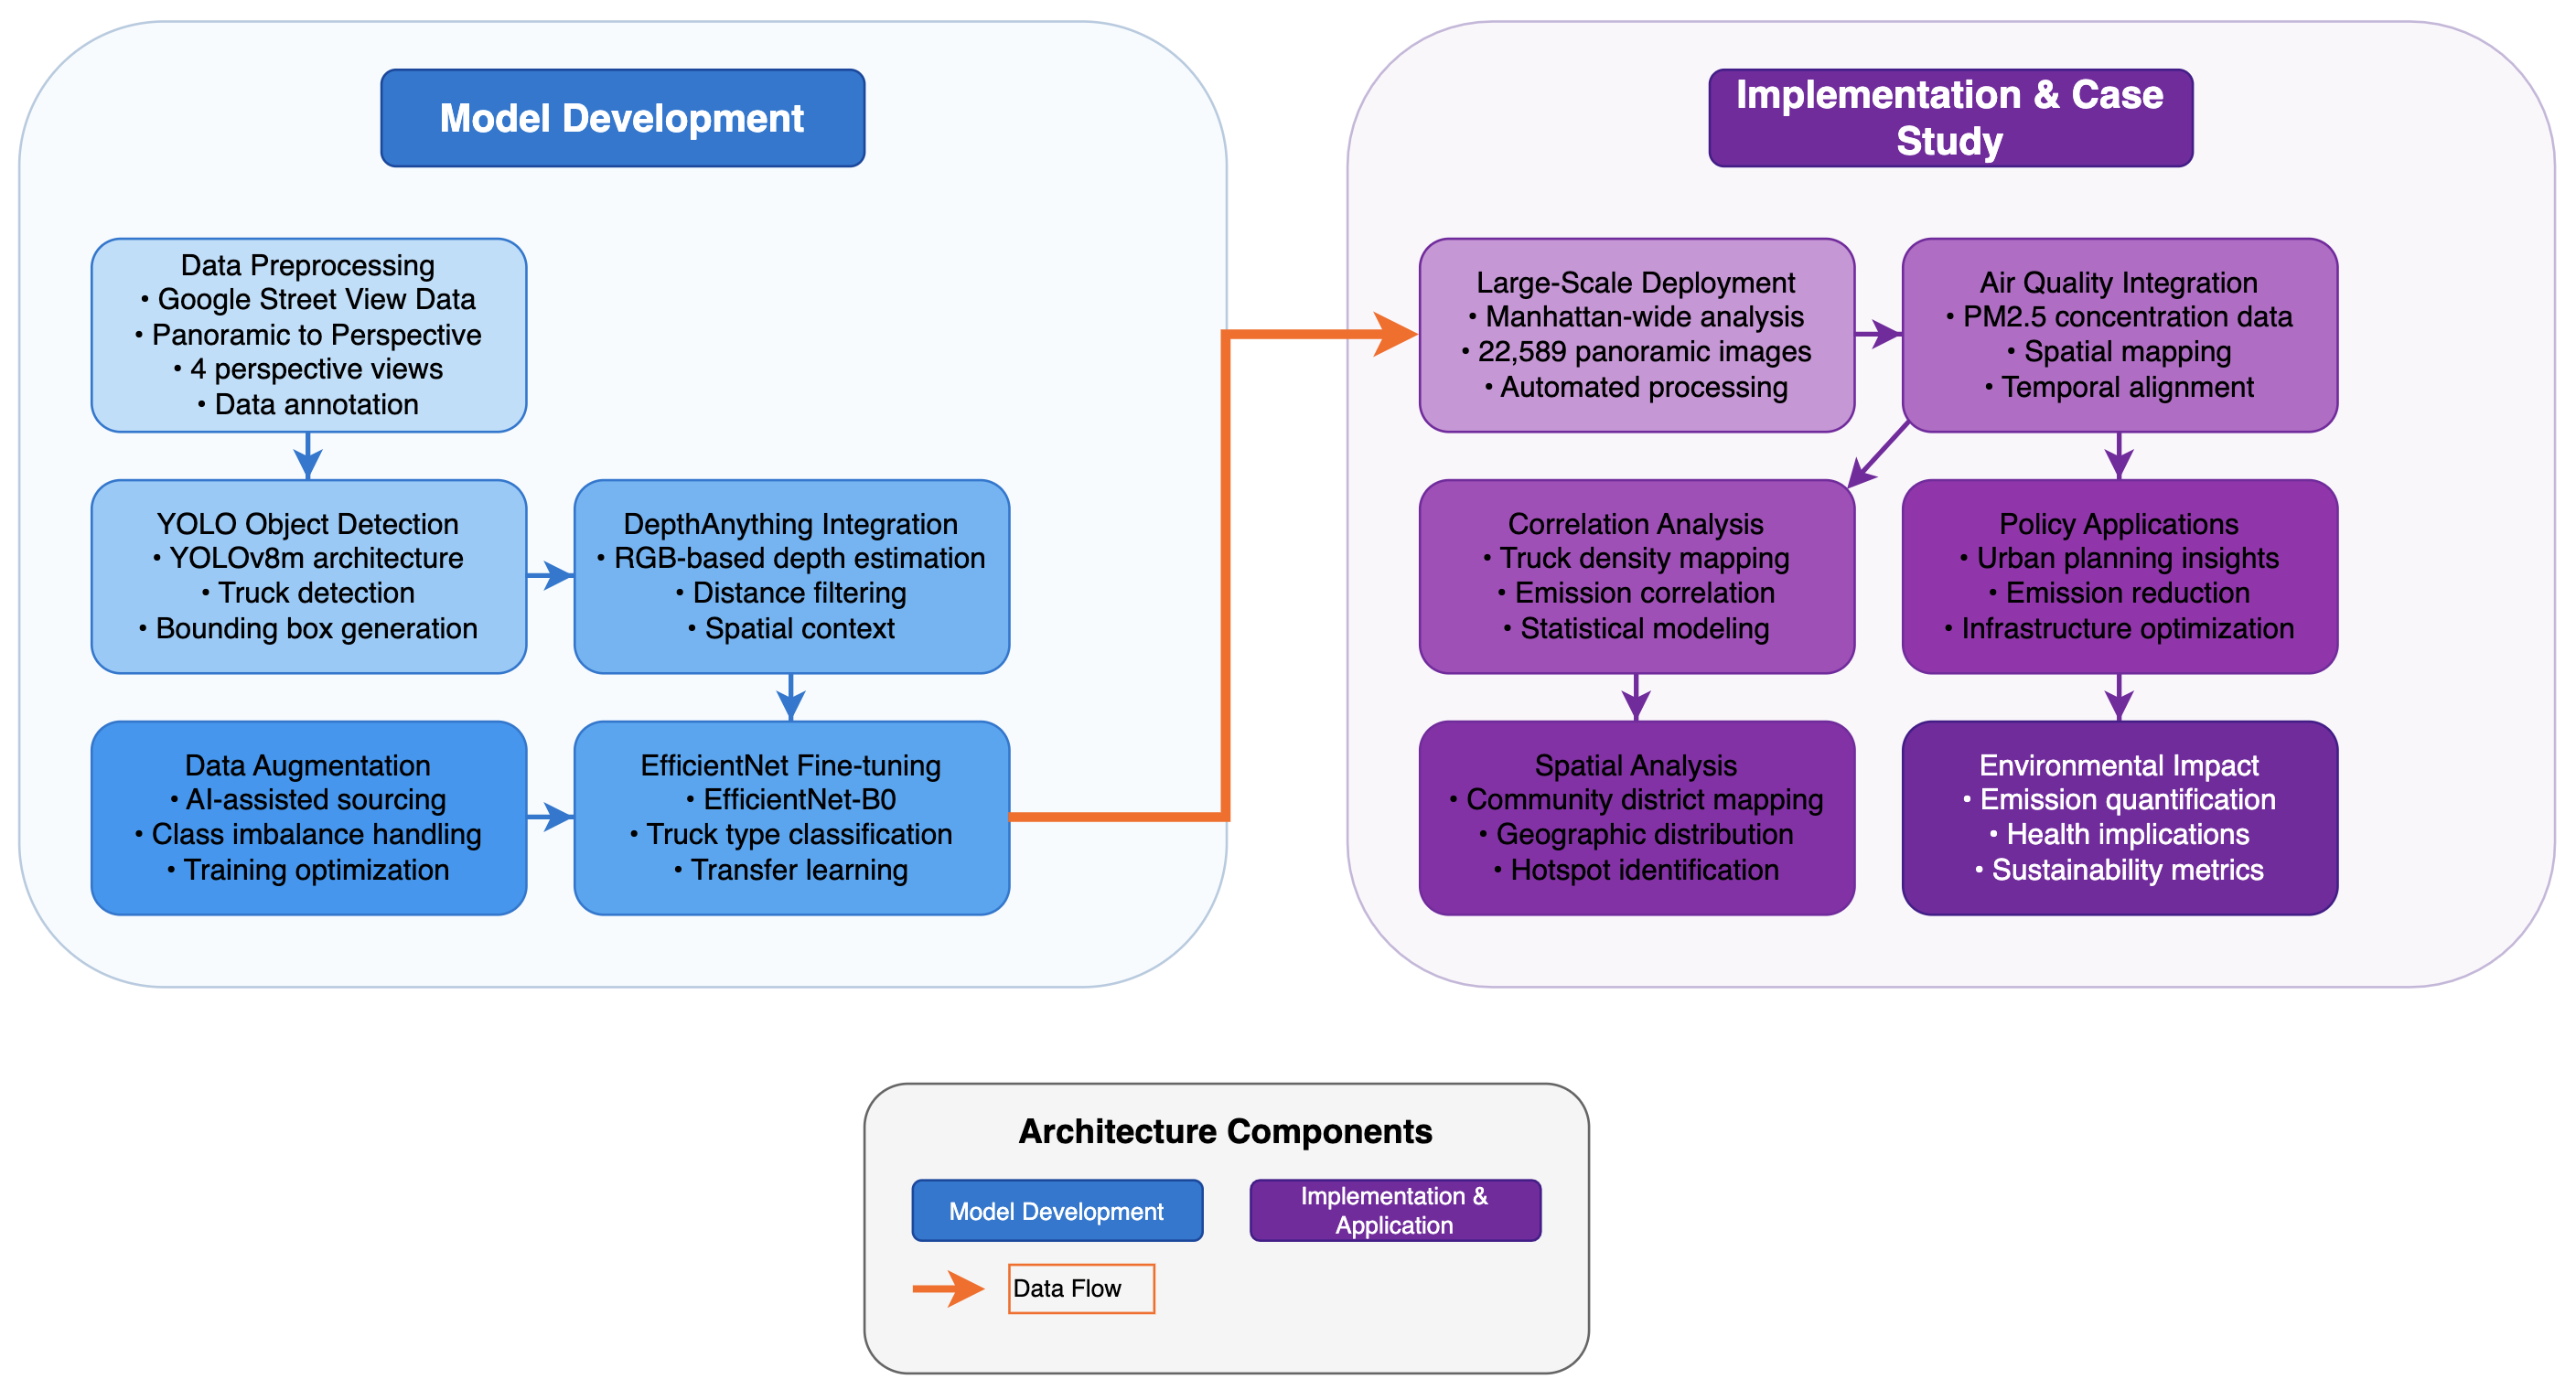 Model Development
Data Preprocessing
• Google Street View Data
• Panoramic to Perspective
• 4 perspective views
• Data annotation
YOLO Object Detection
• YOLOv8m architecture
• Truck detection
• Bounding box generation
DepthAnything Integration
• RGB-based depth estimation
• Distance filtering
• Spatial context
Data Augmentation
• AI-assisted sourcing
• Class imbalance handling
• Training optimization
EfficientNet Fine-tuning
• EfficientNet-B0
• Truck type classification
• Transfer learning
Implementation & Case
Study
Large-Scale Deployment
• Manhattan-wide analysis
• 22,589 panoramic images
• Automated processing
Air Quality Integration
• PM2.5 concentration data
• Spatial mapping
• Temporal alignment
Correlation Analysis
• Truck density mapping
• Emission correlation
• Statistical modeling
Policy Applications
• Urban planning insights
• Emission reduction
• Infrastructure optimization
Spatial Analysis
• Community district mapping
• Geographic distribution
• Hotspot identification
Environmental Impact
• Emission quantification
• Health implications
• Sustainability metrics
Architecture Components
Model Development
Implementation &
Application
Data Flow